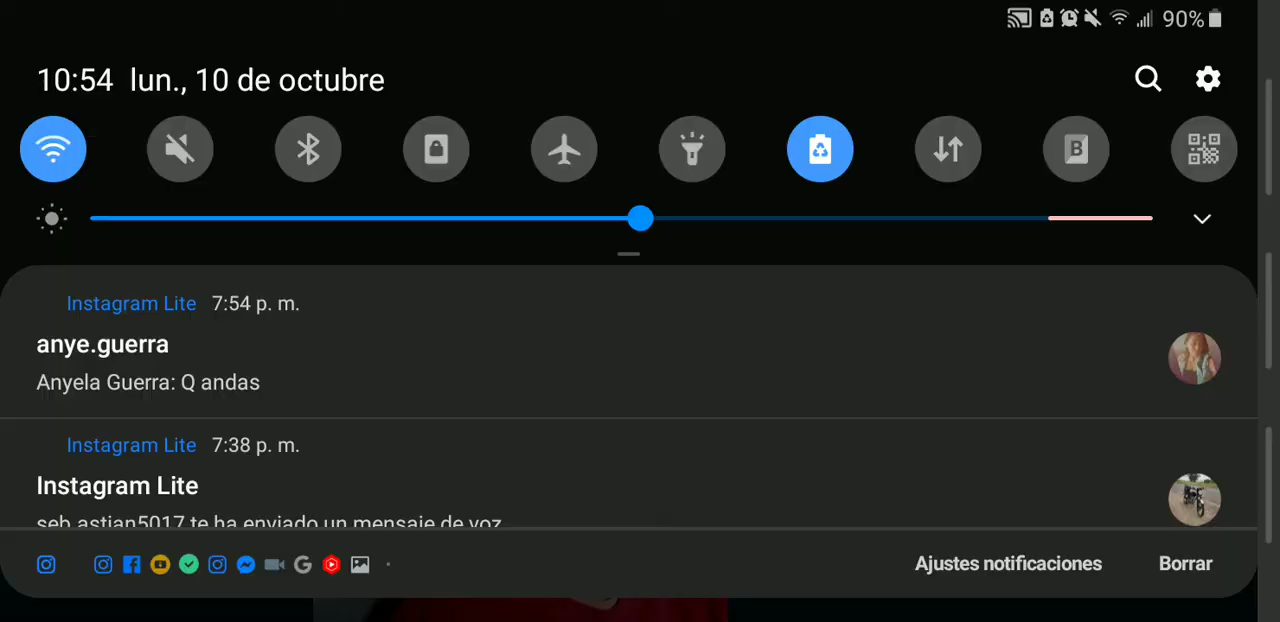 90%
10:54 lun., 10 de octubre
B
Instagram Lite 7:54 p. m.
anye.guerra
Anyela Guerra: Q andas
Instagram Lite 7:38 p. m.
Instagram Lite
seb.astian5017 te ha enviado un mensaje de voz
Ajustes notificaciones Borrar